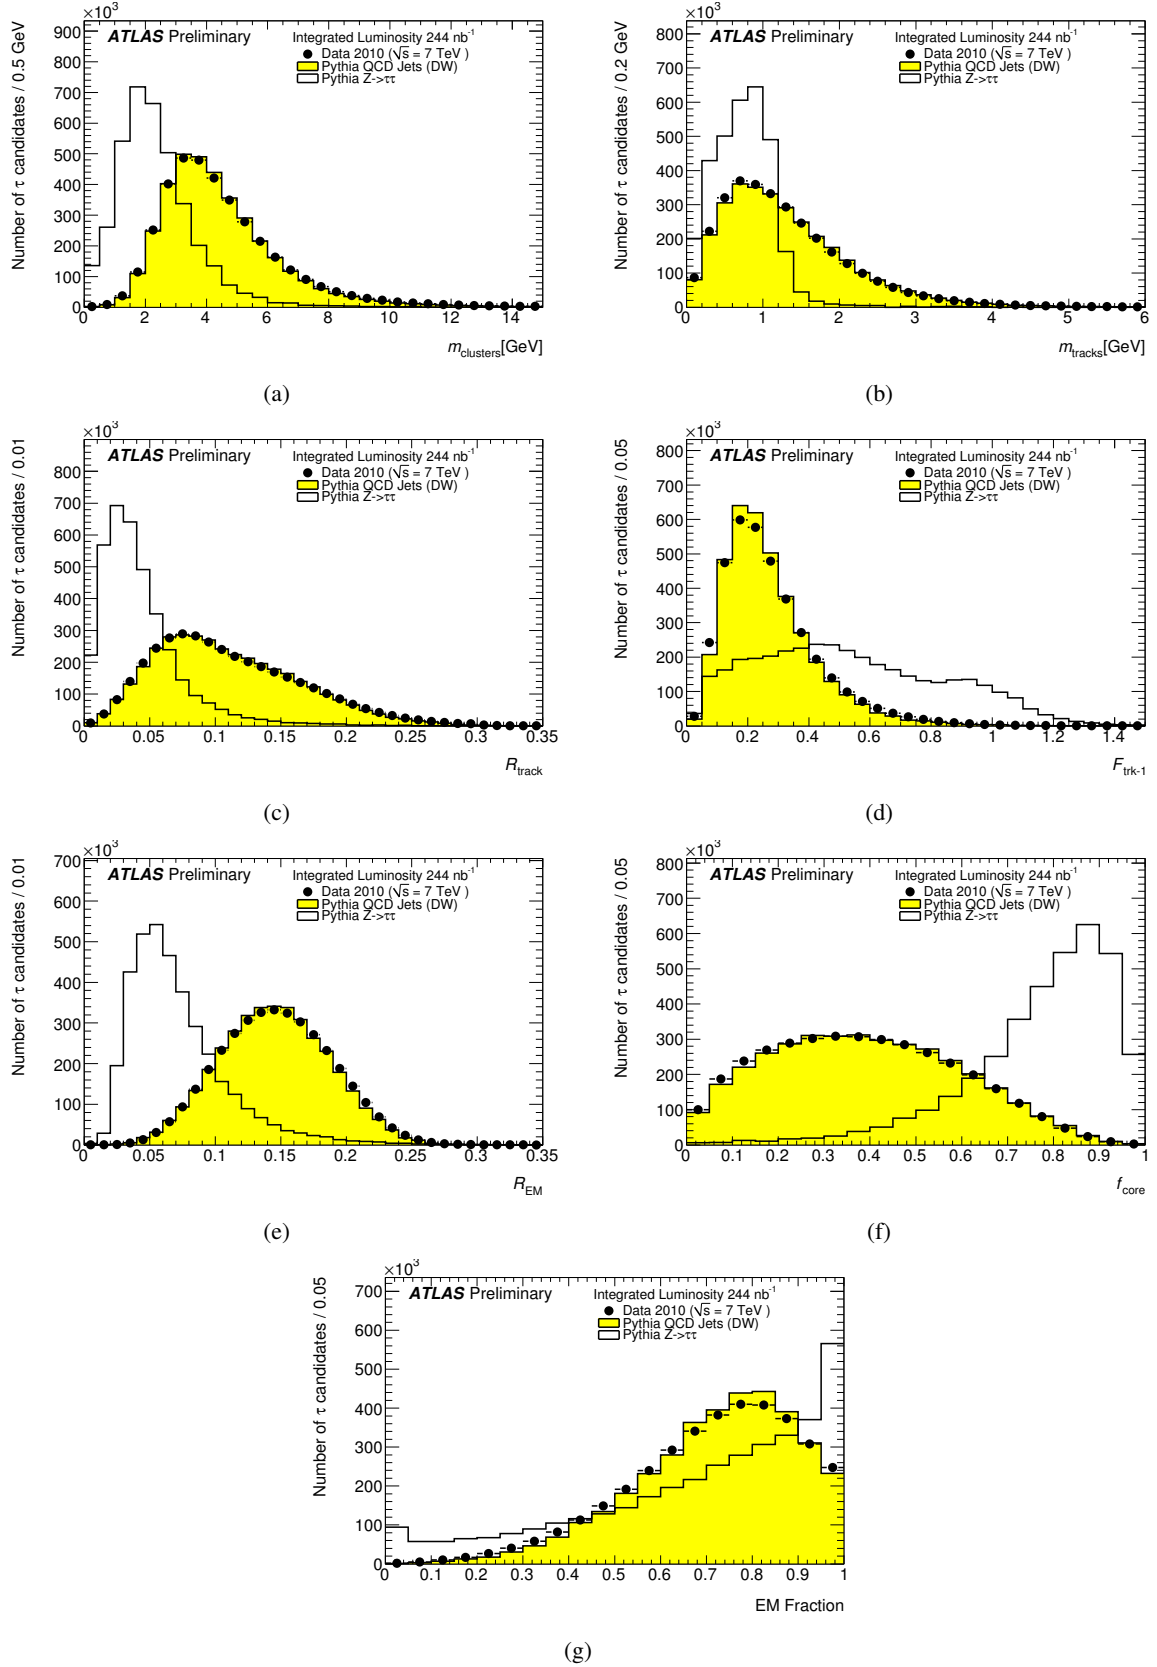 ×10³
Number of τ candidates / 0.5 GeV
900
800
700
600
500
400
300
200
100
0
ATLAS Preliminary
Integrated Luminosity 244 nb⁻¹
Data 2010 (√s = 7 TeV )
Pythia QCD Jets (DW)
Pythia Z->ττ
0 2 4 6 8 10 12 14
m_clusters[GeV]
(a)
×10³
Number of τ candidates / 0.2 GeV
800
700
600
500
400
300
200
100
0
ATLAS Preliminary
Integrated Luminosity 244 nb⁻¹
Data 2010 (√s = 7 TeV )
Pythia QCD Jets (DW)
Pythia Z->ττ
0 1 2 3 4 5 6
m_tracks[GeV]
(b)
×10³
Number of τ candidates / 0.01
800
700
600
500
400
300
200
100
0
ATLAS Preliminary
Integrated Luminosity 244 nb⁻¹
Data 2010 (√s = 7 TeV )
Pythia QCD Jets (DW)
Pythia Z->ττ
0 0.05 0.1 0.15 0.2 0.25 0.3 0.35
R_track
(c)
×10³
Number of τ candidates / 0.05
800
700
600
500
400
300
200
100
0
ATLAS Preliminary
Integrated Luminosity 244 nb⁻¹
Data 2010 (√s = 7 TeV )
Pythia QCD Jets (DW)
Pythia Z->ττ
0 0.2 0.4 0.6 0.8 1 1.2 1.4
F_trk-1
(d)
×10³
Number of τ candidates / 0.01
700
600
500
400
300
200
100
0
ATLAS Preliminary
Integrated Luminosity 244 nb⁻¹
Data 2010 (√s = 7 TeV )
Pythia QCD Jets (DW)
Pythia Z->ττ
0 0.05 0.1 0.15 0.2 0.25 0.3 0.35
R_EM
(e)
×10³
Number of τ candidates / 0.05
800
700
600
500
400
300
200
100
0
ATLAS Preliminary
Integrated Luminosity 244 nb⁻¹
Data 2010 (√s = 7 TeV )
Pythia QCD Jets (DW)
Pythia Z->ττ
0 0.1 0.2 0.3 0.4 0.5 0.6 0.7 0.8 0.9 1
f_core
(f)
×10³
Number of τ candidates / 0.05
700
600
500
400
300
200
100
0
ATLAS Preliminary
Integrated Luminosity 244 nb⁻¹
Data 2010 (√s = 7 TeV )
Pythia QCD Jets (DW)
Pythia Z->ττ
0 0.1 0.2 0.3 0.4 0.5 0.6 0.7 0.8 0.9 1
EM Fraction
(g)